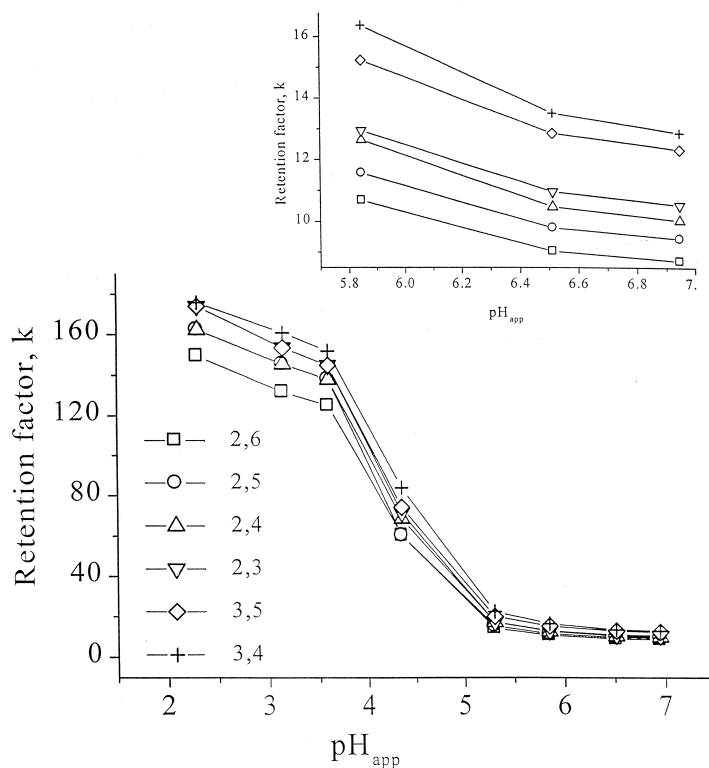 16
14
12
10
Retention factor, k
5.8 6.0 6.2 6.4 6.6 6.8 7.
pHapp
160
120
80
40
0
Retention factor, k
2,6
2,5
2,4
2,3
3,5
3,4
2 3 4 5 6 7
pHapp